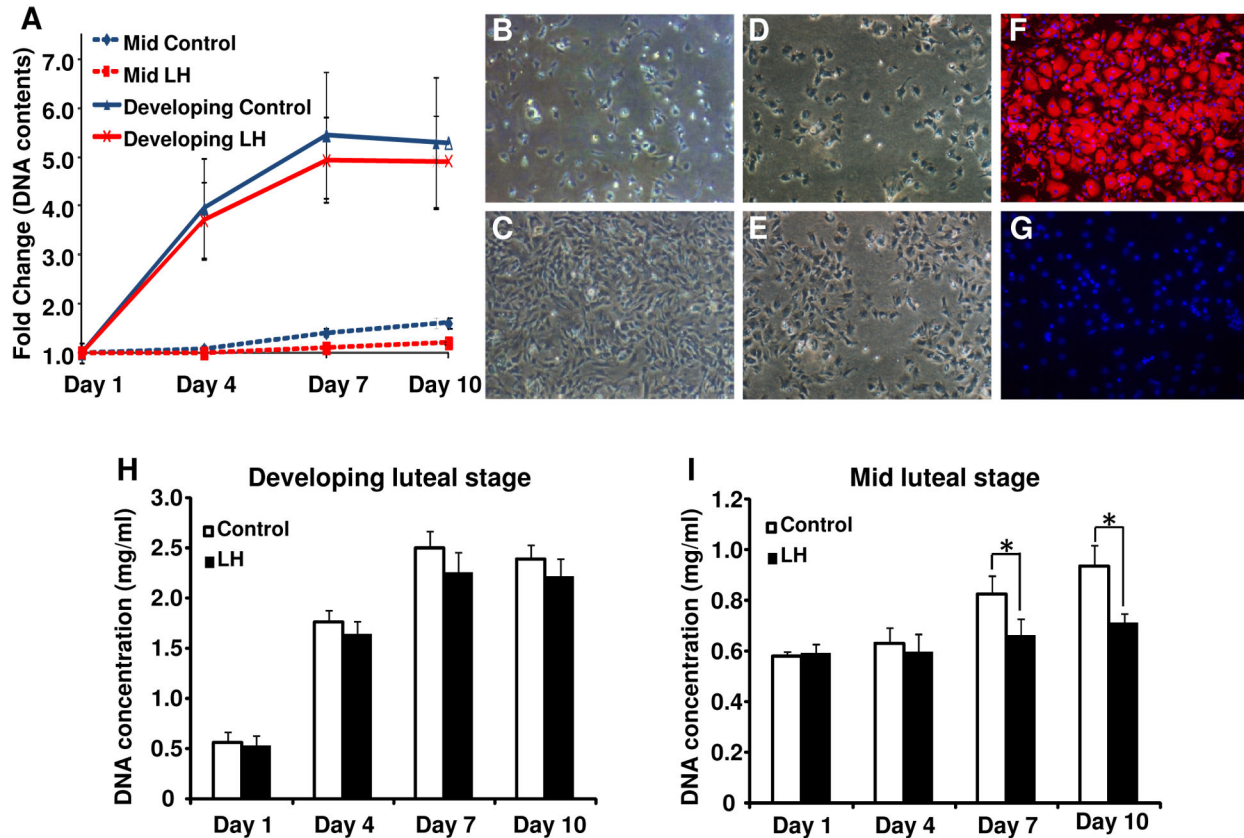 A
Fold Change (DNA contents)
7.0
6.0
5.0
4.0
3.0
2.0
1.0
Mid Control
Mid LH
Developing Control
Developing LH
Day 1 Day 4 Day 7 Day 10
B
C
D
E
F
G
H
Developing luteal stage
DNA concentration (mg/ml)
3.0
2.5
2.0
1.5
1.0
0.5
0
Control
LH
Day 1 Day 4 Day 7 Day 10
I
Mid luteal stage
DNA concentration (mg/ml)
1.2
1.0
0.8
0.6
0.4
0.2
0
Control
LH
*
*
Day 1 Day 4 Day 7 Day 10